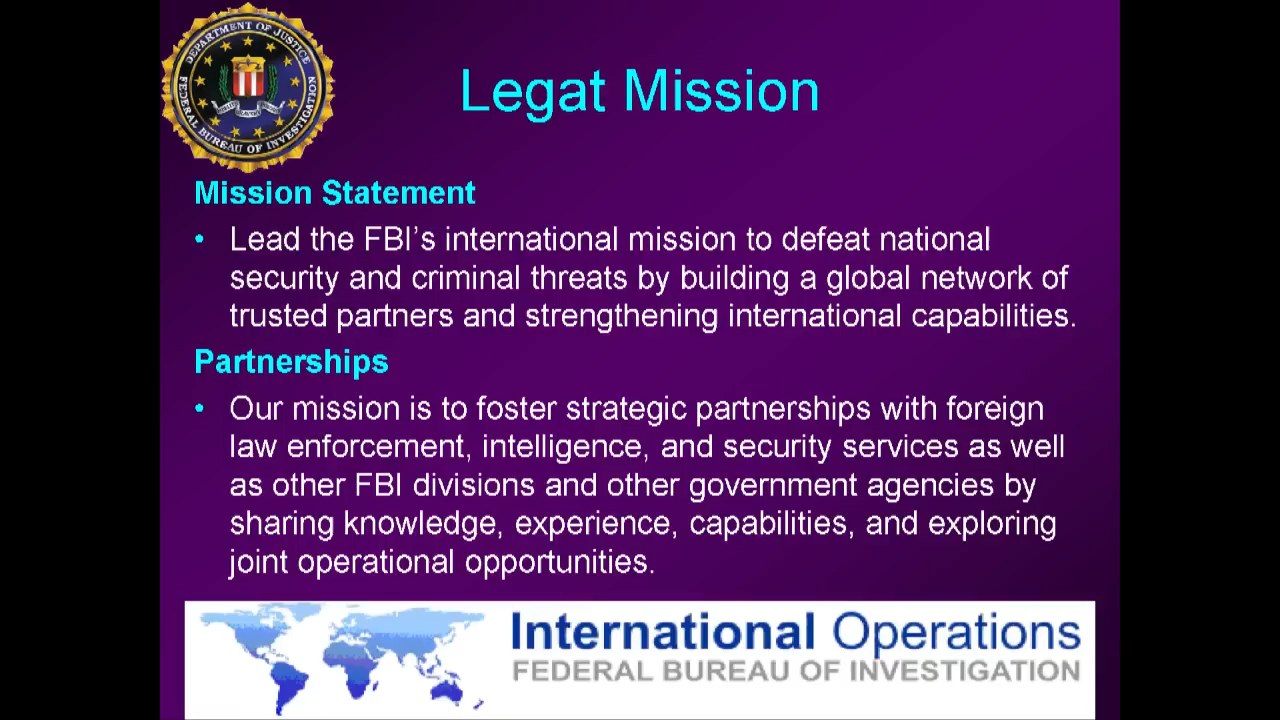 DEPARTMENT OF JUSTICE
FEDERAL BUREAU OF INVESTIGATION
Legat Mission
Mission Statement
• Lead the FBI’s international mission to defeat national
security and criminal threats by building a global network of
trusted partners and strengthening international capabilities.
Partnerships
• Our mission is to foster strategic partnerships with foreign
law enforcement, intelligence, and security services as well
as other FBI divisions and other government agencies by
sharing knowledge, experience, capabilities, and exploring
joint operational opportunities.
International Operations
FEDERAL BUREAU OF INVESTIGATION